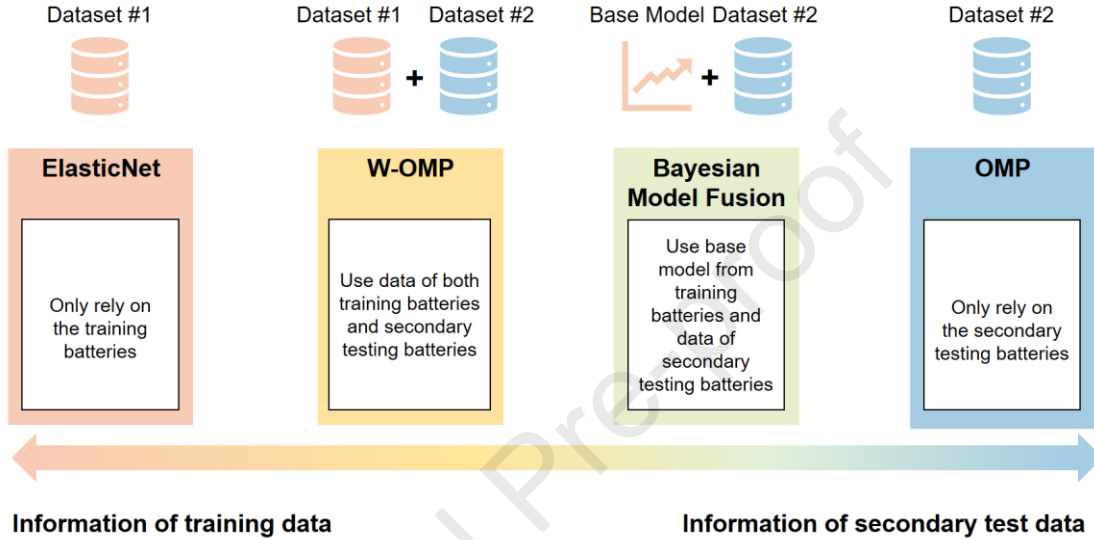 Dataset #1
Dataset #1 Dataset #2
Base Model Dataset #2
Dataset #2
+
+
ElasticNet
Only rely on
the training
batteries
W-OMP
Use data of both
training batteries
and secondary
testing batteries
Bayesian
Model Fusion
Use base
model from
training
batteries and
data of
secondary
testing batteries
OMP
Only rely on
the secondary
testing batteries
Information of training data
Information of secondary test data
l Pre-proof